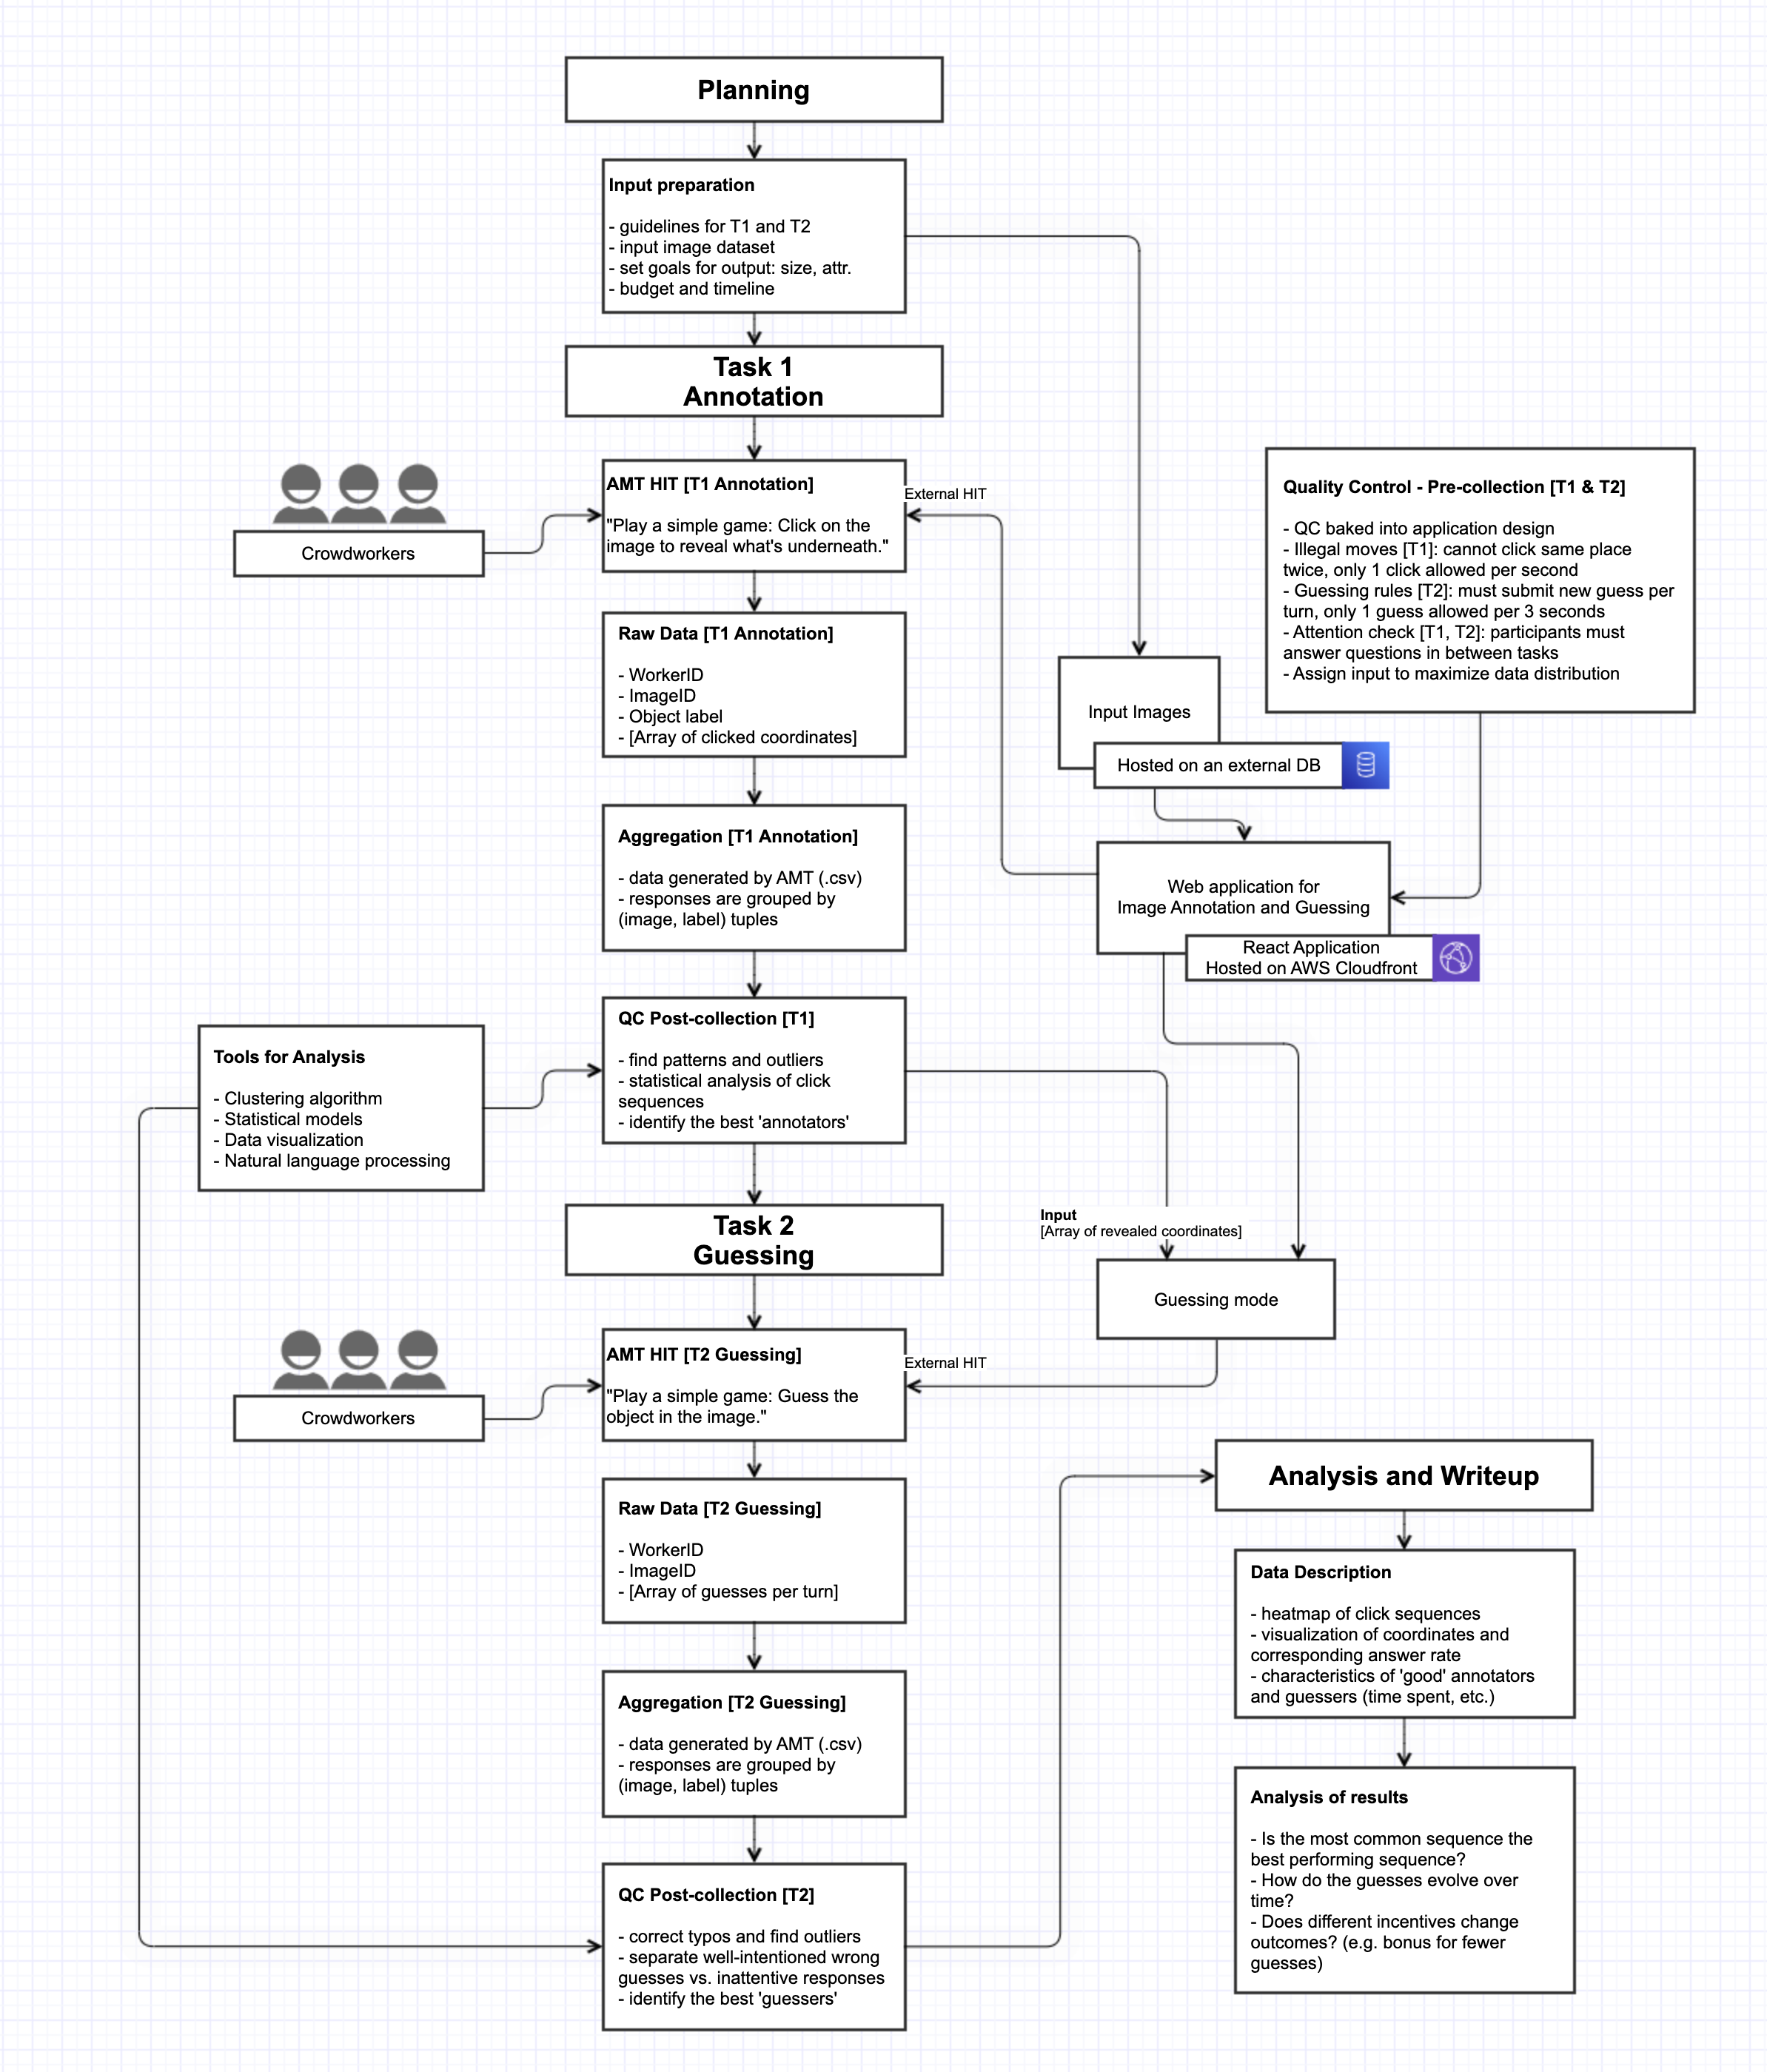 Planning
Input preparation
- guidelines for T1 and T2
- input image dataset
- set goals for output: size, attr.
- budget and timeline
Task 1
Annotation
Crowdworkers
AMT HIT [T1 Annotation]
"Play a simple game: Click on the
image to reveal what's underneath."
External HIT
Quality Control - Pre-collection [T1 & T2]
- QC baked into application design
- Illegal moves [T1]: cannot click same place
twice, only 1 click allowed per second
- Guessing rules [T2]: must submit new guess per
turn, only 1 guess allowed per 3 seconds
- Attention check [T1, T2]: participants must
answer questions in between tasks
- Assign input to maximize data distribution
Raw Data [T1 Annotation]
- WorkerID
- ImageID
- Object label
- [Array of clicked coordinates]
Input Images
Hosted on an external DB
Aggregation [T1 Annotation]
- data generated by AMT (.csv)
- responses are grouped by
(image, label) tuples
Web application for
Image Annotation and Guessing
React Application
Hosted on AWS Cloudfront
Tools for Analysis
- Clustering algorithm
- Statistical models
- Data visualization
- Natural language processing
QC Post-collection [T1]
- find patterns and outliers
- statistical analysis of click
sequences
- identify the best 'annotators'
Task 2
Guessing
Input
[Array of revealed coordinates]
Guessing mode
Crowdworkers
AMT HIT [T2 Guessing]
"Play a simple game: Guess the
object in the image."
External HIT
Raw Data [T2 Guessing]
- WorkerID
- ImageID
- [Array of guesses per turn]
Aggregation [T2 Guessing]
- data generated by AMT (.csv)
- responses are grouped by
(image, label) tuples
QC Post-collection [T2]
- correct typos and find outliers
- separate well-intentioned wrong
guesses vs. inattentive responses
- identify the best 'guessers'
Analysis and Writeup
Data Description
- heatmap of click sequences
- visualization of coordinates and
corresponding answer rate
- characteristics of 'good' annotators
and guessers (time spent, etc.)
Analysis of results
- Is the most common sequence the
best performing sequence?
- How do the guesses evolve over
time?
- Does different incentives change
outcomes? (e.g. bonus for fewer
guesses)